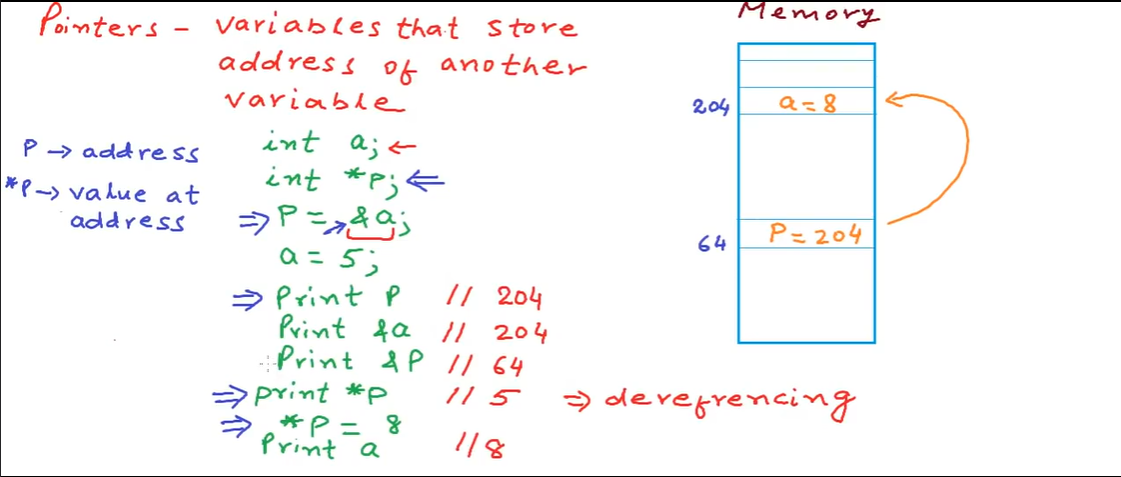 Pointers - variables that store
address of another
variable
P → address
*P → value at
address
int a; ←
int *P; ⇐
⇒ P = → &a;
a = 5;
⇒ Print P // 204
Print &a // 204
Print &P // 64
⇒ print *P // 5 ⇒ derefrencing
⇒ *P = 8
Print a // 8
Memory
204 a = 8
64 P = 204